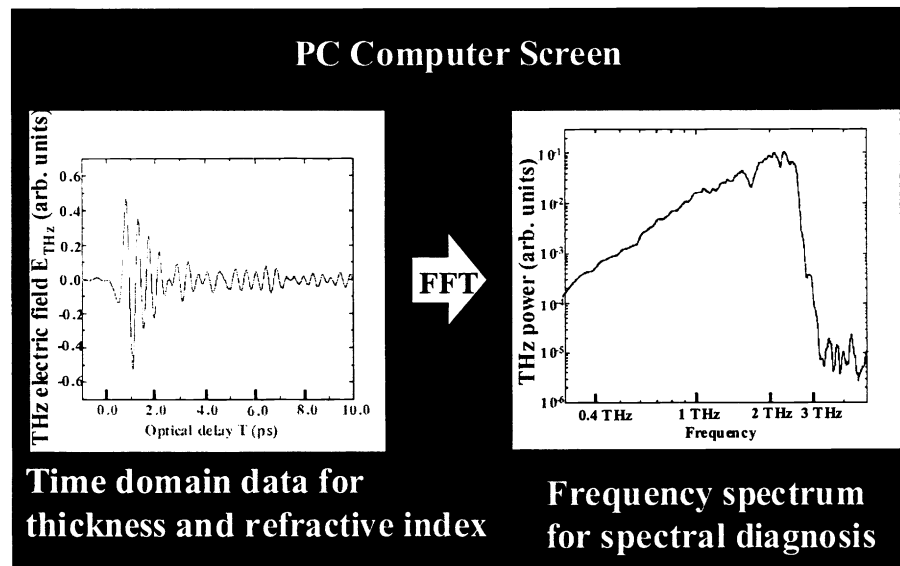 PC Computer Screen
THz electric field E_THz (arb. units)
0.6
0.4
0.2
0.0
-0.2
-0.4
-0.6
0.0 2.0 4.0 6.0 8.0 10.0
Optical delay T (ps)
FFT
THz power (arb. units)
10^-1
10^-2
10^-3
10^-4
10^-5
10^-6
0.4 THz 1 THz 2 THz 3 THz
Frequency
Time domain data for
thickness and refractive index
Frequency spectrum
for spectral diagnosis